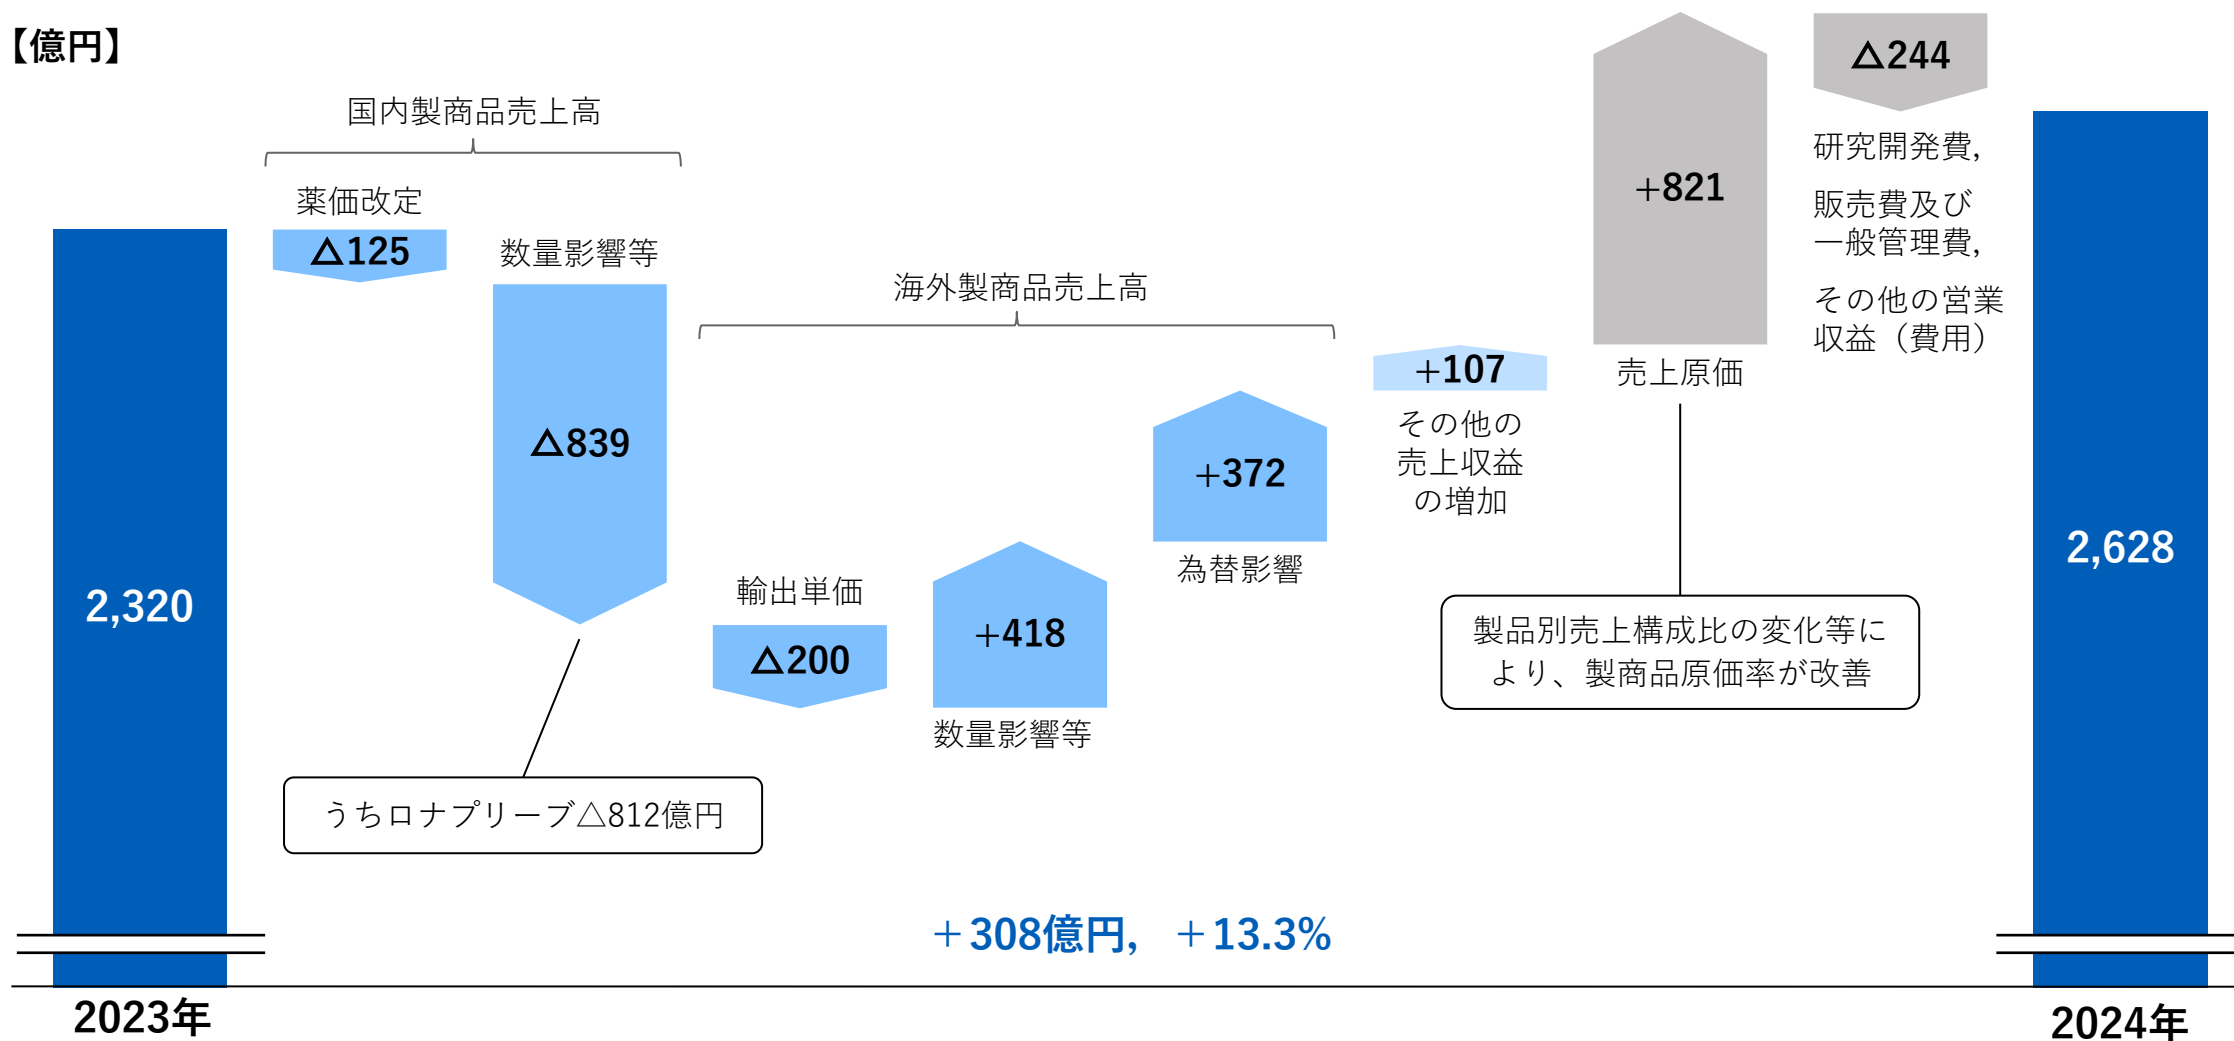 【億円】
国内製商品売上高
薬価改定
△125
数量影響等
△839
うちロナプリーブ△812億円
海外製商品売上高
輸出単価
△200
+418
数量影響等
+372
為替影響
+107
その他の
売上収益
の増加
+821
売上原価
製品別売上構成比の変化等に
より、製商品原価率が改善
△244
研究開発費,
販売費及び
一般管理費,
その他の営業
収益（費用）
2,320
2,628
＋308億円, ＋13.3%
2023年
2024年